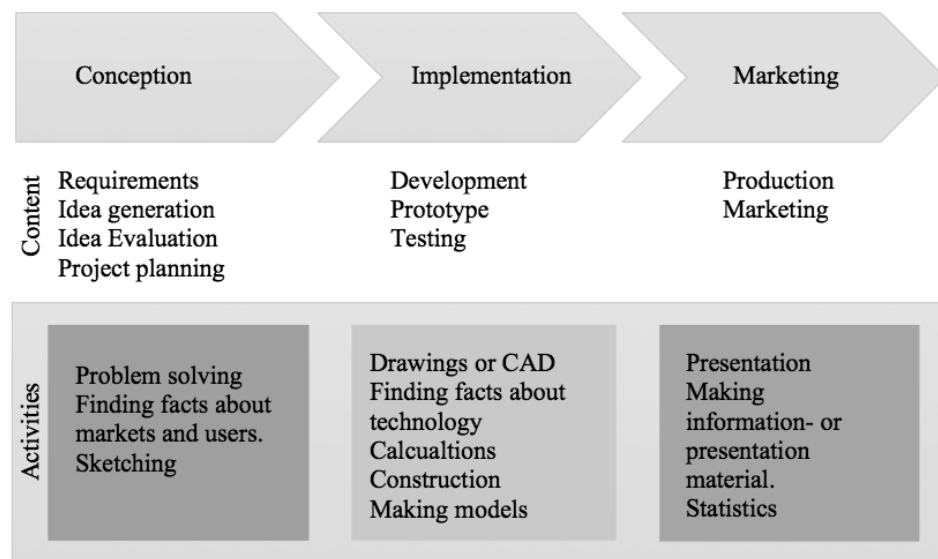 Conception
Implementation
Marketing
Content
Requirements
Idea generation
Idea Evaluation
Project planning
Development
Prototype
Testing
Production
Marketing
Activities
Problem solving
Finding facts about
markets and users.
Sketching
Drawings or CAD
Finding facts about
technology
Calcualtions
Construction
Making models
Presentation
Making
information- or
presentation
material.
Statistics